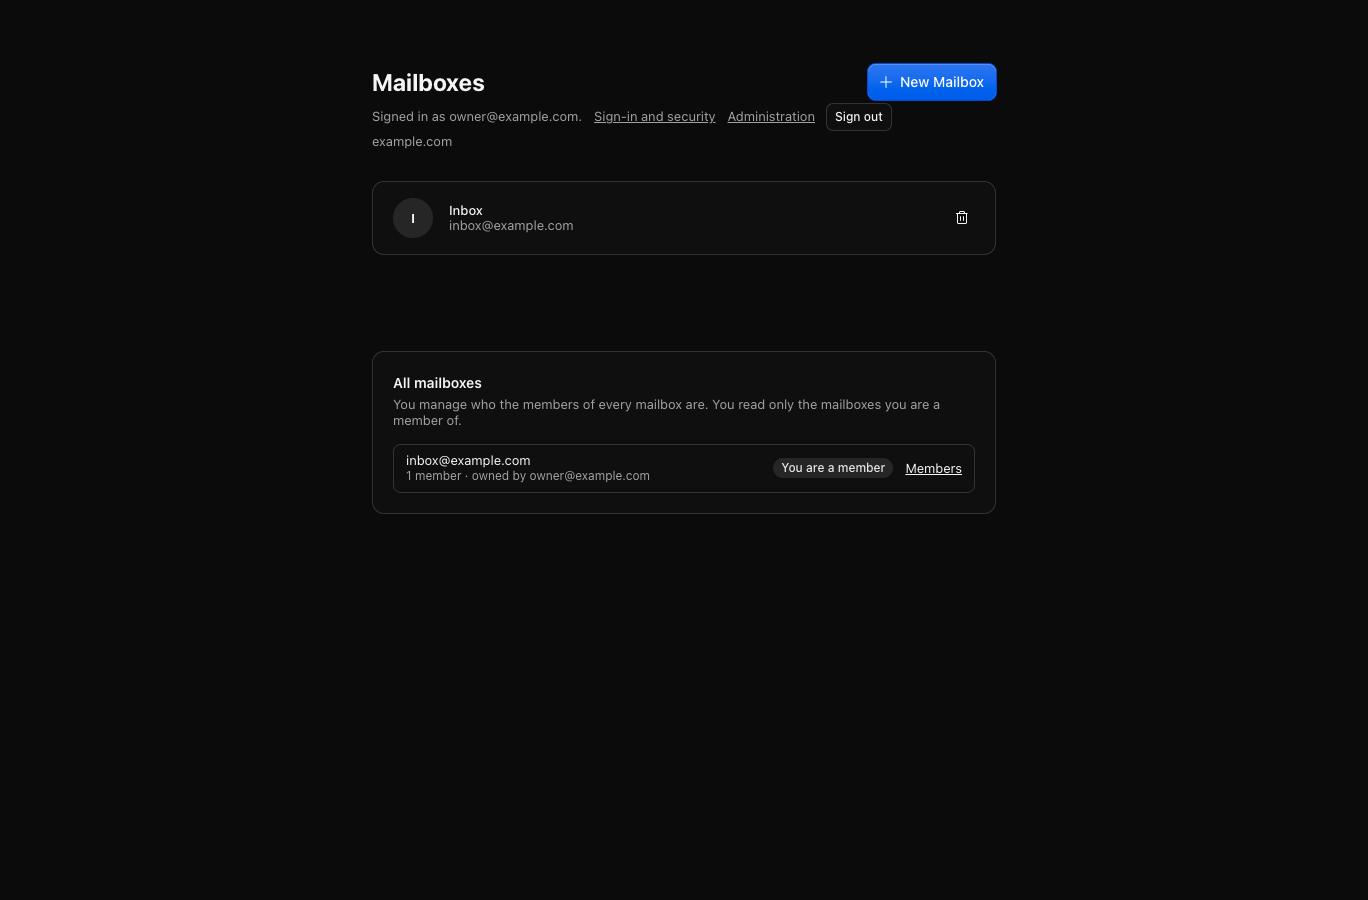 Mailboxes
New Mailbox
Signed in as owner@example.com. Sign-in and security Administration Sign out
example.com
I
Inbox
inbox@example.com
All mailboxes
You manage who the members of every mailbox are. You read only the mailboxes you are a
member of.
inbox@example.com
1 member · owned by owner@example.com
You are a member
Members